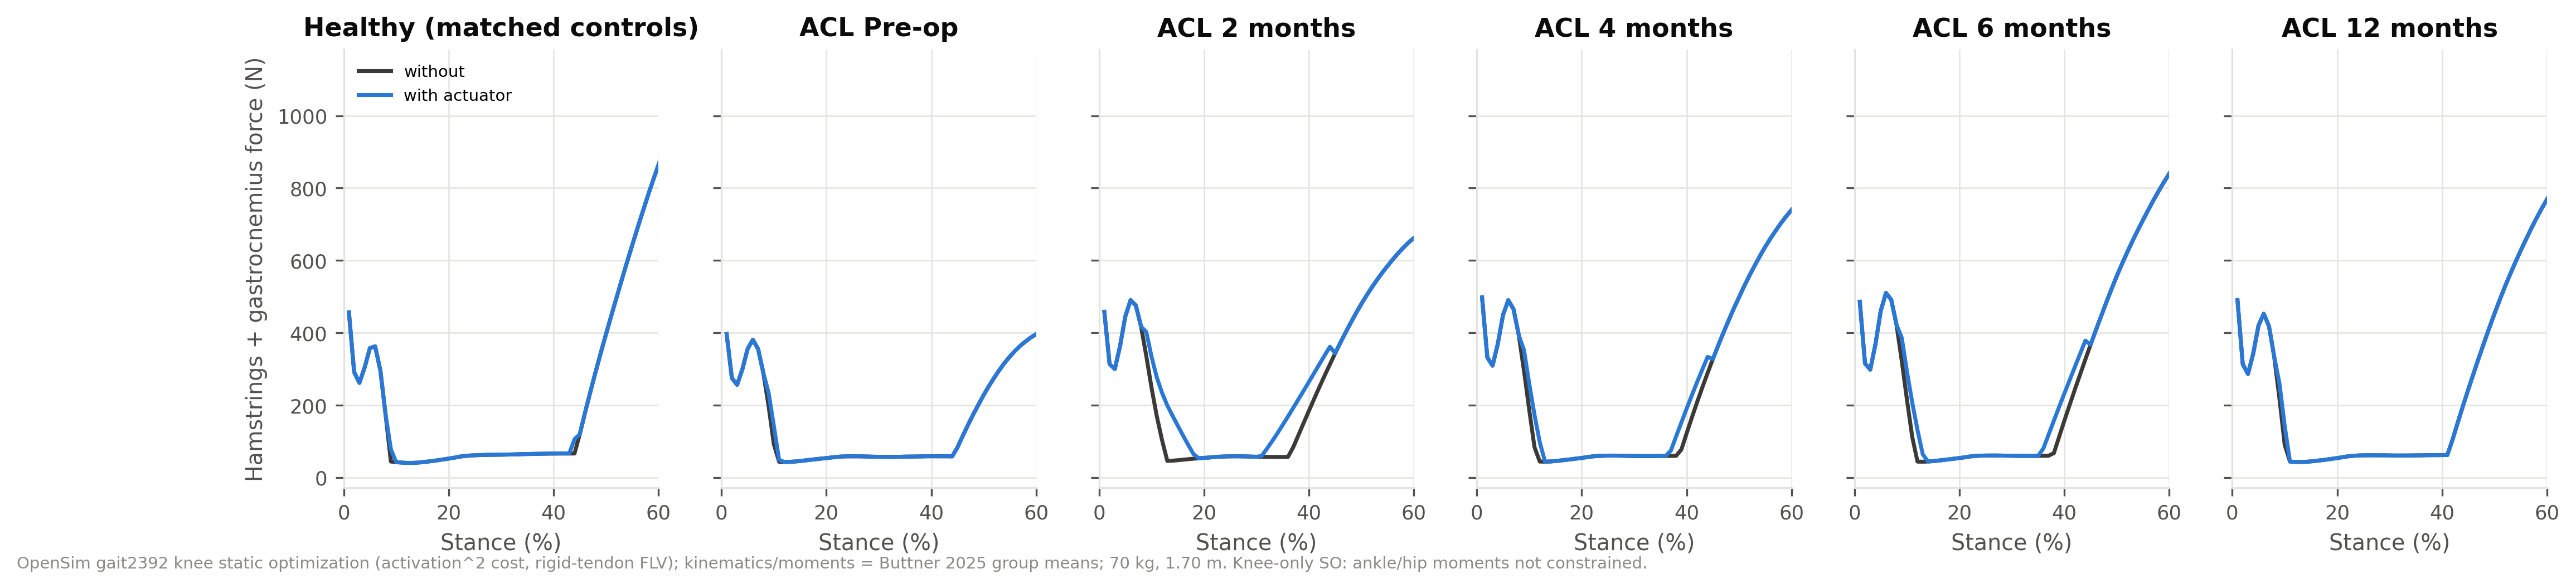 Healthy (matched controls)
ACL Pre-op
ACL 2 months
ACL 4 months
ACL 6 months
ACL 12 months
without
with actuator
Hamstrings + gastrocnemius force (N)
1000
800
600
400
200
0
0 20 40 60
0 20 40 60
0 20 40 60
0 20 40 60
0 20 40 60
0 20 40 60
Stance (%)
Stance (%)
Stance (%)
Stance (%)
Stance (%)
Stance (%)
OpenSim gait2392 knee static optimization (activation^2 cost, rigid-tendon FLV); kinematics/moments = Buttner 2025 group means; 70 kg, 1.70 m. Knee-only SO: ankle/hip moments not constrained.